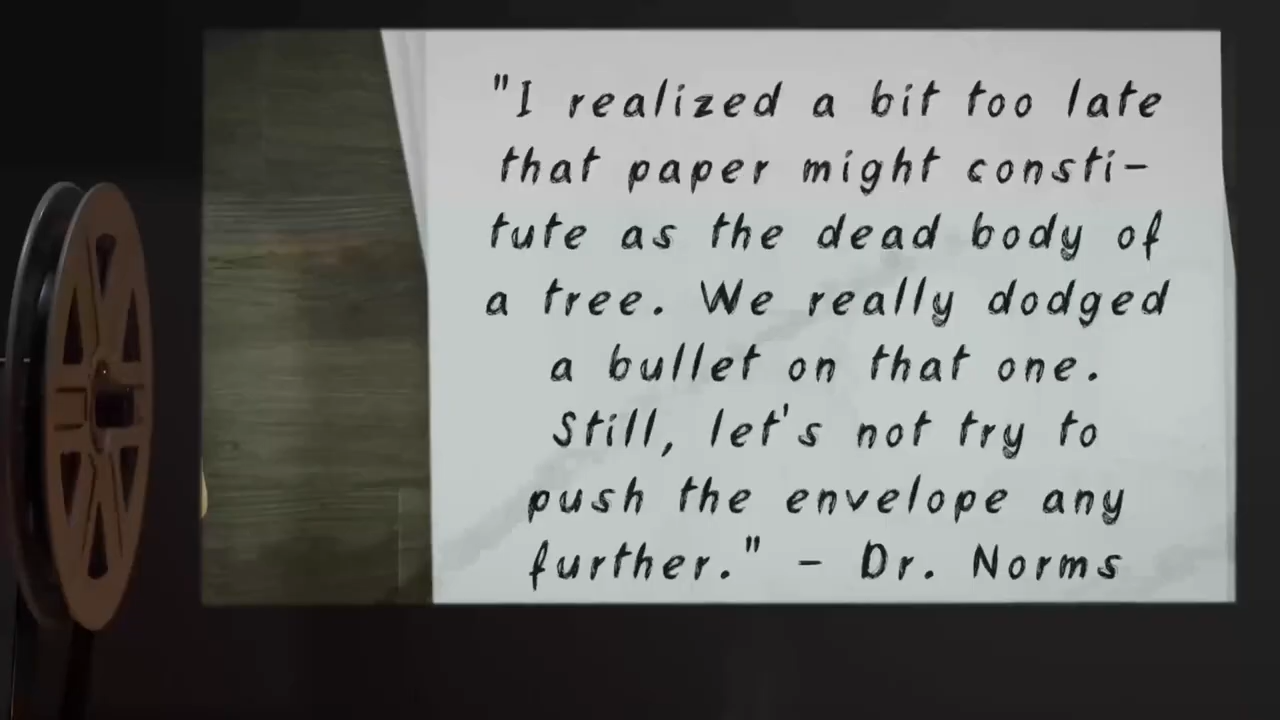 "I realized a bit too late
that paper might consti-
tute as the dead body of
a tree. We really dodged
a bullet on that one.
Still, let's not try to
push the envelope any
further." - Dr. Norms